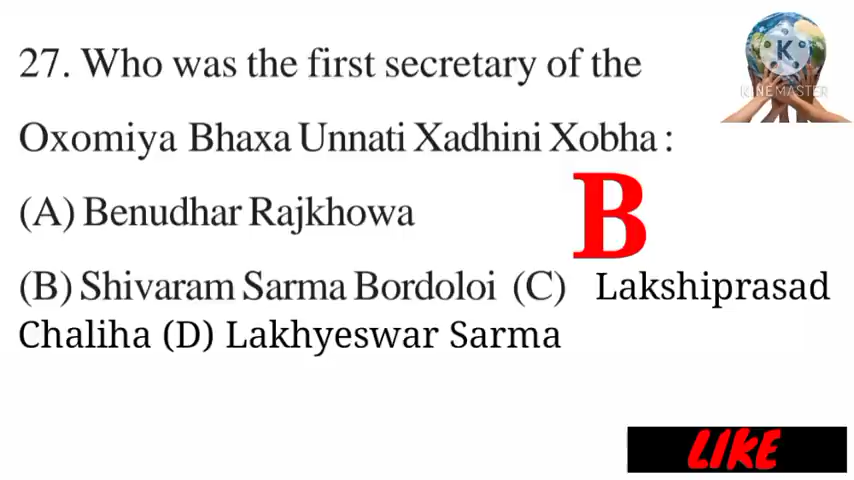 27. Who was the first secretary of the
Oxomiya Bhaxa Unnati Xadhini Xobha :
(A) Benudhar Rajkhowa
B
(B) Shivaram Sarma Bordoloi (C) Lakshiprasad
Chaliha (D) Lakhyeswar Sarma
K
KINEMASTER
LIKE